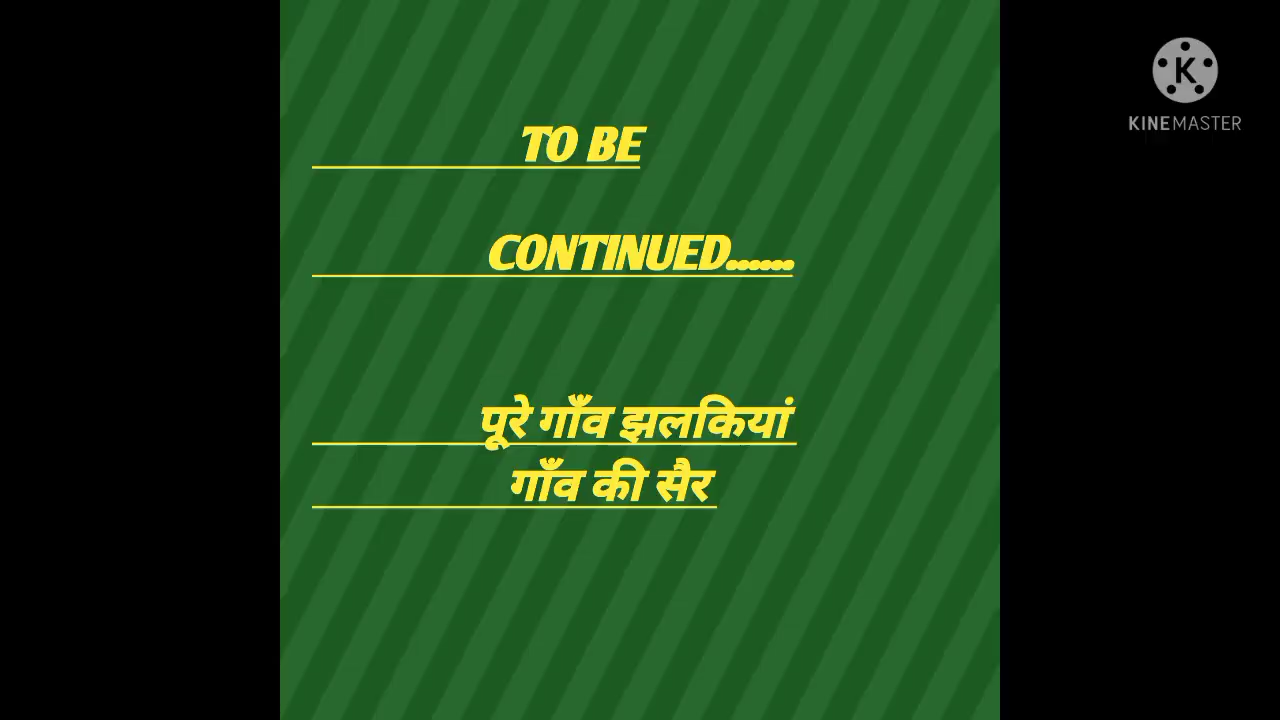 KINEMASTER
TO BE
CONTINUED......
पूरे गाँव झलकियां
गाँव की सैर